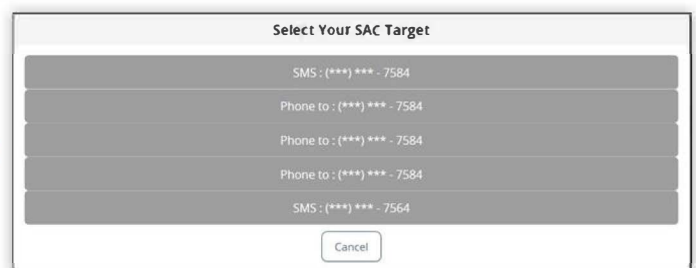 Select Your SAC Target
SMS : (***) *** - 7584
Phone to : (***) *** - 7584
Phone to : (***) *** - 7584
Phone to : (***) *** - 7584
SMS : (***) *** - 7564
Cancel